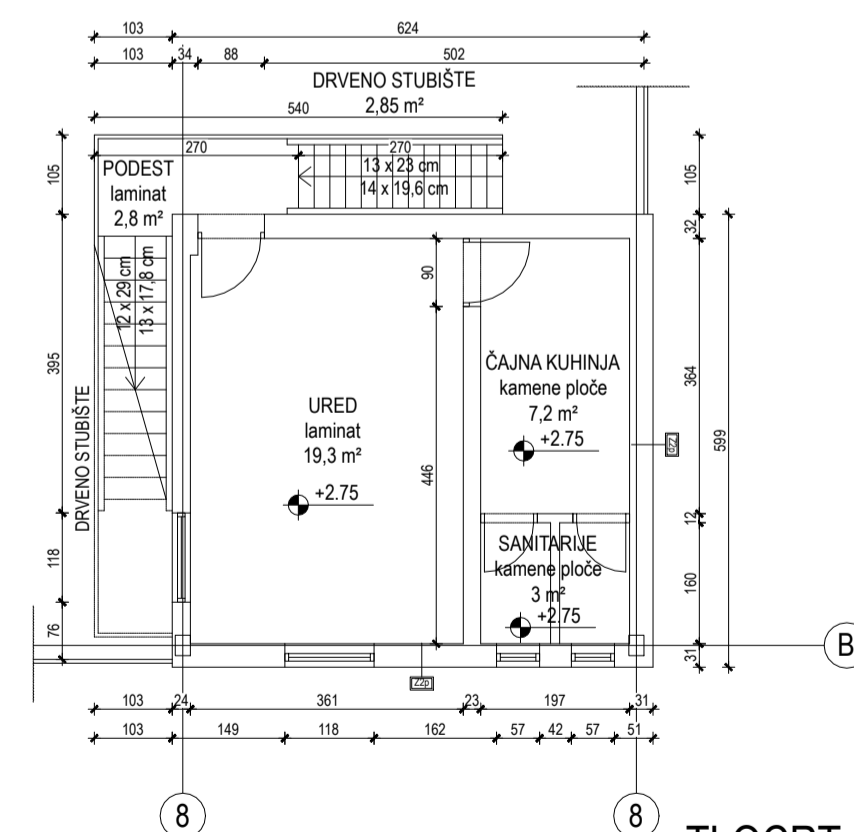 103
624
103
34
88
502
DRVENO STUBIŠTE
2,85 m²
540
270
270
105
105
PODEST
laminat
2,8 m²
13 x 23 cm
14 x 19,6 cm
32
12 x 29 cm
13 x 17,8 cm
90
395
DRVENO STUBIŠTE
URED
laminat
19,3 m²
+2.75
446
ČAJNA KUHINJA
kamene ploče
7,2 m²
+2.75
364
599
Z2p
12
118
SANITARIJE
kamene ploče
3 m²
+2.75
160
76
31
B
Z2p
103
24
361
23
197
31
103
149
118
162
57
42
57
51
8
8